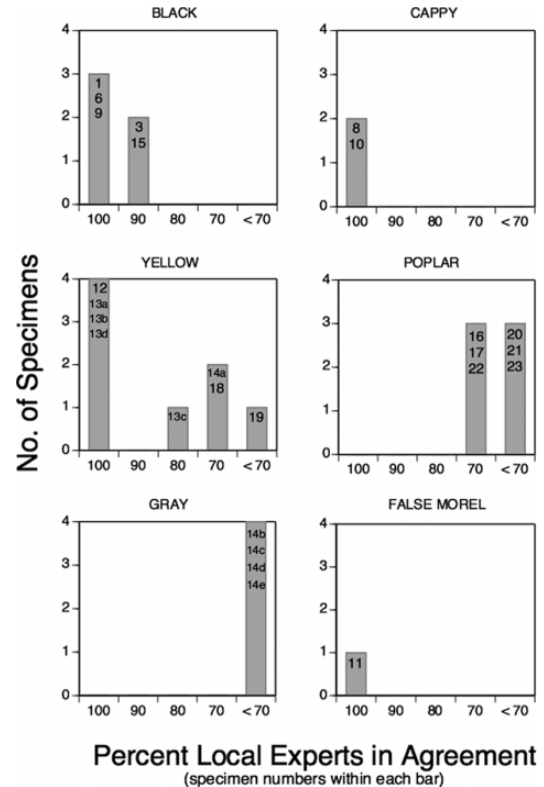 BLACK
4
3
2
1
0
1
6
9
3
15
100 90 80 70 < 70
CAPPY
4
3
2
1
0
8
10
100 90 80 70 < 70
No. of Specimens
YELLOW
4
3
2
1
0
12
13a
13b
13d
13c
14a
18
19
100 90 80 70 < 70
POPLAR
4
3
2
1
0
16
17
22
20
21
23
100 90 80 70 < 70
GRAY
4
3
2
1
0
14b
14c
14d
14e
100 90 80 70 < 70
FALSE MOREL
4
3
2
1
0
11
100 90 80 70 < 70
Percent Local Experts in Agreement
(specimen numbers within each bar)